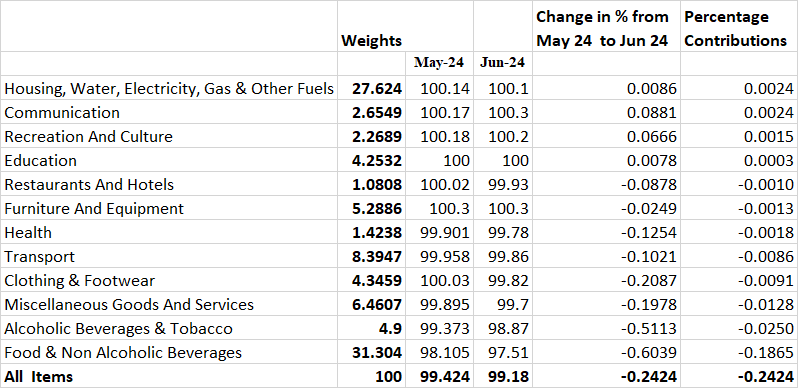 Change in % from Percentage
Weights May 24 to Jun 24 Contributions
May-24 Jun-24
Housing, Water, Electricity, Gas & Other Fuels 27.624 100.14 100.1 0.0086 0.0024
Communication 2.6549 100.17 100.3 0.0881 0.0024
Recreation And Culture 2.2689 100.18 100.2 0.0666 0.0015
Education 4.2532 100 100 0.0078 0.0003
Restaurants And Hotels 1.0808 100.02 99.93 -0.0878 -0.0010
Furniture And Equipment 5.2886 100.3 100.3 -0.0249 -0.0013
Health 1.4238 99.901 99.78 -0.1254 -0.0018
Transport 8.3947 99.958 99.86 -0.1021 -0.0086
Clothing & Footwear 4.3459 100.03 99.82 -0.2087 -0.0091
Miscellaneous Goods And Services 6.4607 99.895 99.7 -0.1978 -0.0128
Alcoholic Beverages & Tobacco 4.9 99.373 98.87 -0.5113 -0.0250
Food & Non Alcoholic Beverages 31.304 98.105 97.51 -0.6039 -0.1865
All Items 100 99.424 99.18 -0.2424 -0.2424